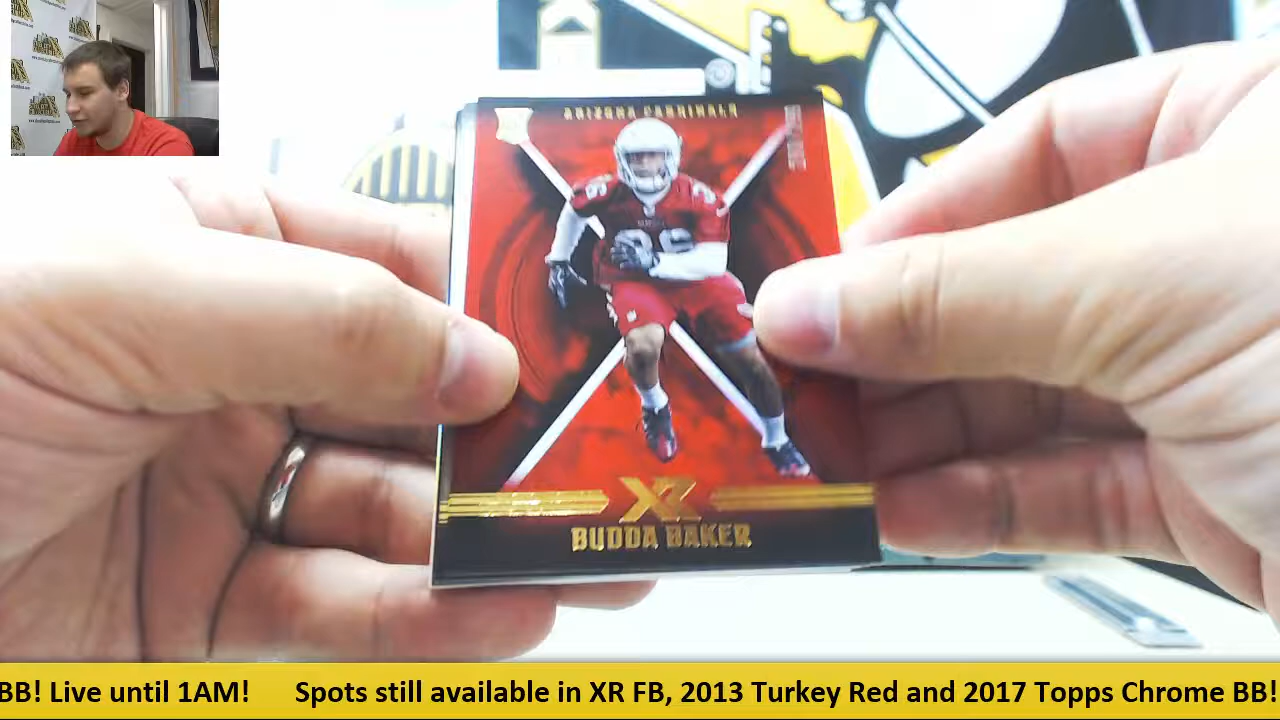 ARIZONA CARDINALS
36
XR
BUDDA BAKER
BB! Live until 1AM! Spots still available in XR FB, 2013 Turkey Red and 2017 Topps Chrome BB!